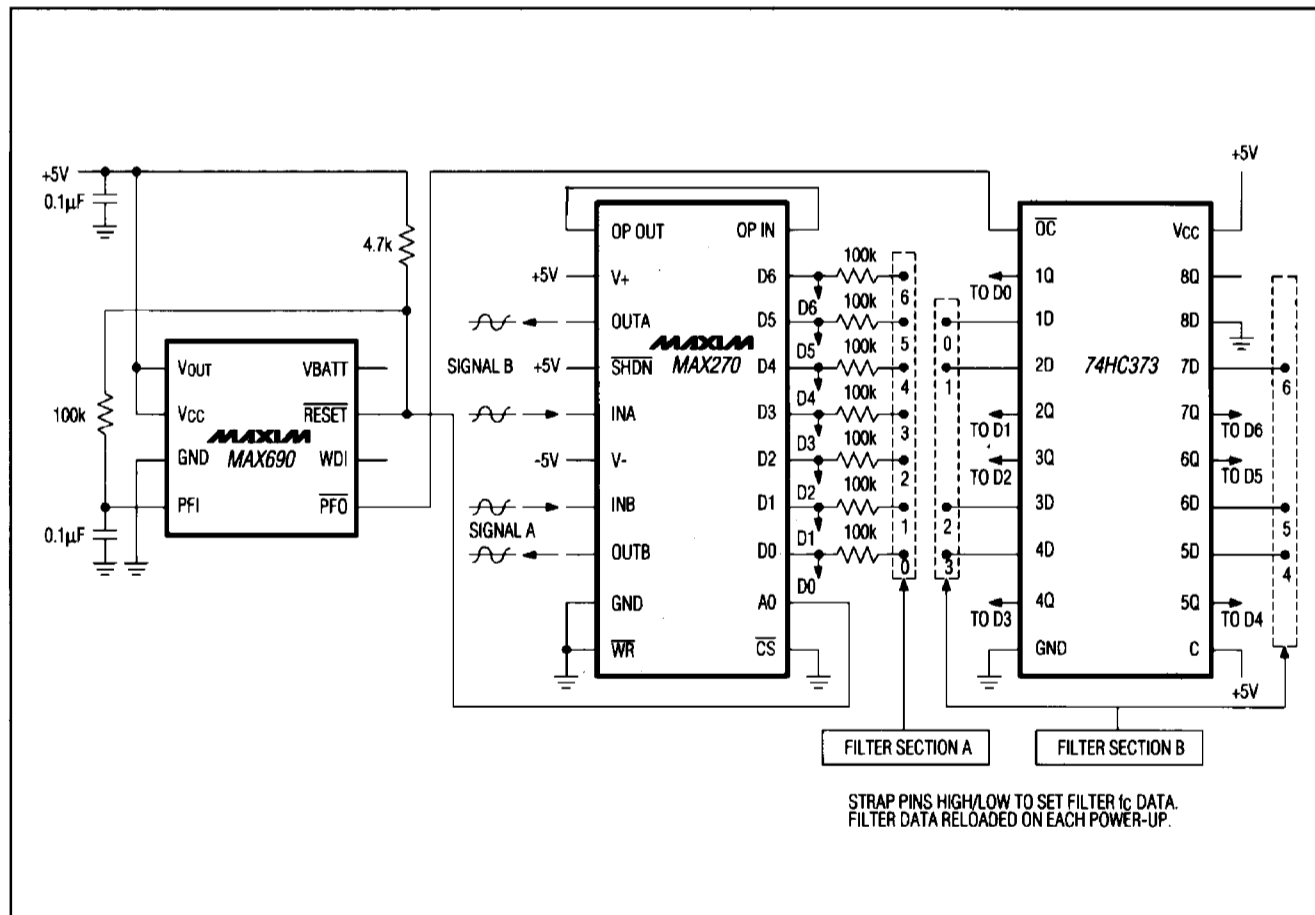 +5V
0.1µF
4.7k
100k
0.1µF
VOUT
VBATT
VCC
RESET
MAXIM
MAX690
GND
WDI
PFI
PFO
OP OUT
OP IN
+5V
V+
D6
OUTA
D5
MAXIM
MAX270
SIGNAL B
+5V
SHDN
D4
INA
D3
-5V
V-
D2
INB
D1
SIGNAL A
OUTB
D0
GND
A0
WR
CS
100k
D6
6
100k
D5
5
100k
D4
4
100k
D3
3
100k
D2
2
100k
D1
1
100k
D0
0
0
1
2
3
+5V
OC
VCC
TO D0
1Q
8Q
1D
8D
2D
74HC373
7D
6
TO D1
2Q
7Q
TO D6
TO D2
3Q
6Q
TO D5
3D
6D
5
4D
5D
4
TO D3
4Q
5Q
TO D4
GND
C
+5V
FILTER SECTION A
FILTER SECTION B
STRAP PINS HIGH/LOW TO SET FILTER fc DATA.
FILTER DATA RELOADED ON EACH POWER-UP.